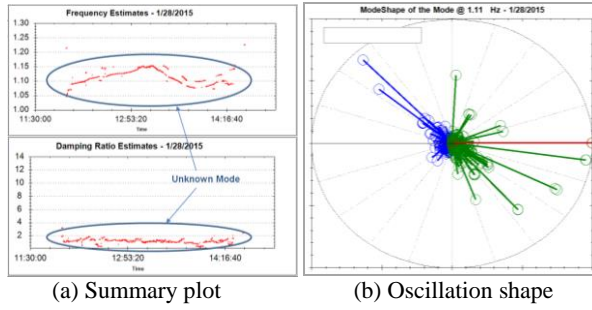 Frequency Estimates - 1/28/2015
1.30
1.25
1.20
1.15
1.10
1.05
1.00
11:30:00 12:53:20 14:16:40
Time
Damping Ratio Estimates - 1/28/2015
14
12
10
8
6
4
2
Unknown Mode
11:30:00 12:53:20 14:16:40
Time
(a) Summary plot
ModeShape of the Mode @ 1.11 Hz - 1/28/2015
(b) Oscillation shape